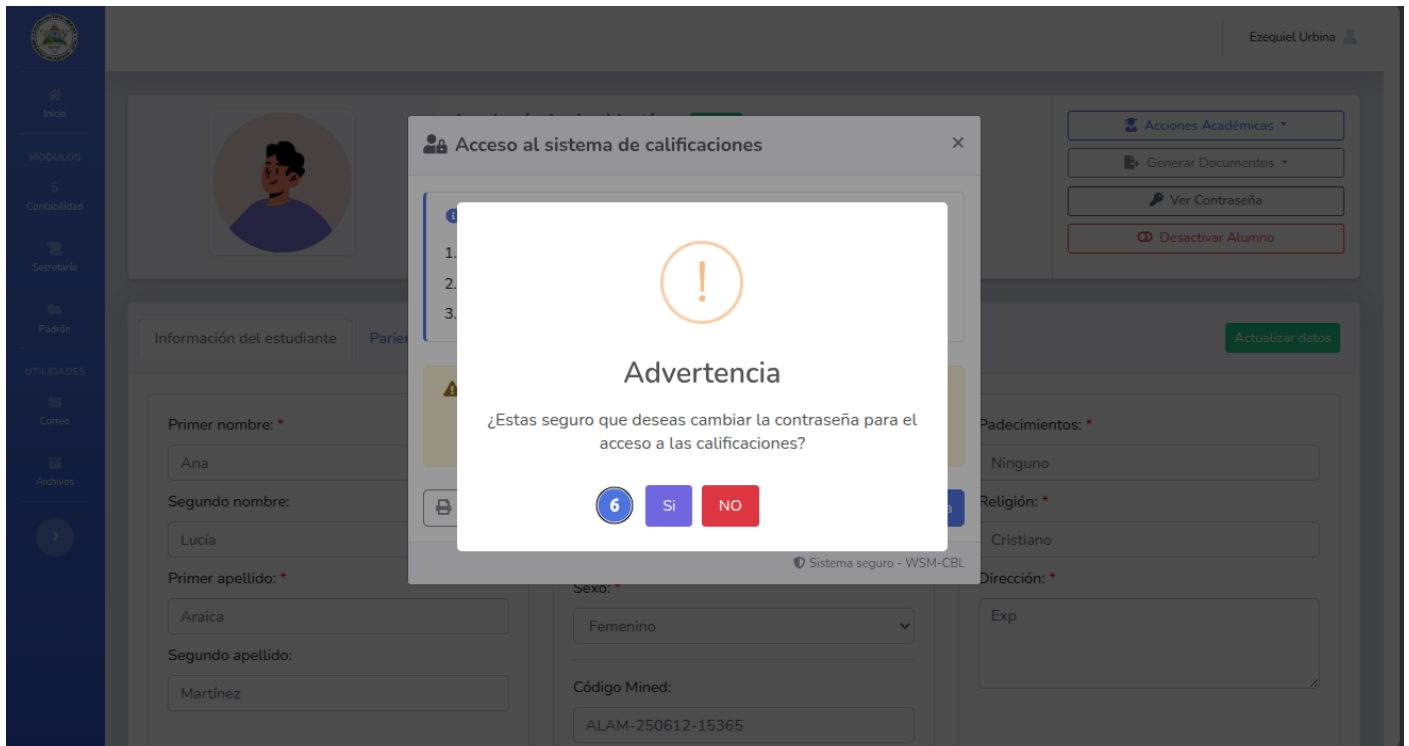 Ezequiel Urbina
Inicio
MODULOS
Contabilidad
Secretaria
Padrón
UTILIDADES
Correo
Archivos
Acciones Académicas
Generar Documentos
Ver Contraseña
Desactivar Alumno
Acceso al sistema de calificaciones
×
1.
2.
3.
Advertencia
¿Estas seguro que deseas cambiar la contraseña para el
acceso a las calificaciones?
6
Si
NO
Sistema seguro - WSM-CBL
Información del estudiante
Actualizar datos
Primer nombre: *
Ana
Segundo nombre:
Lucía
Primer apellido: *
Araica
Segundo apellido:
Martínez
Sexo: *
Femenino
Código Mined:
ALAM-250612-15365
Padecimientos: *
Ninguno
Religión: *
Cristiano
Dirección: *
Exp